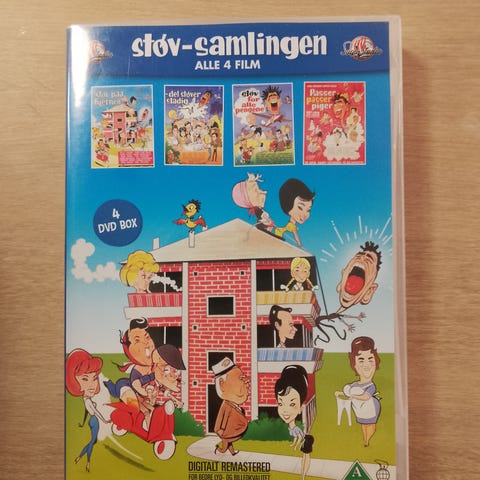 støv-samlingen
ALLE 4 FILM
støv paa
hjernen
det støver
stadig
støv
for alle
pengene
Passer
passer
piger
4
DVD BOX
DIGITALT REMASTERED
FOR BEDRE LYD- OG BILLEDKVALITET
A